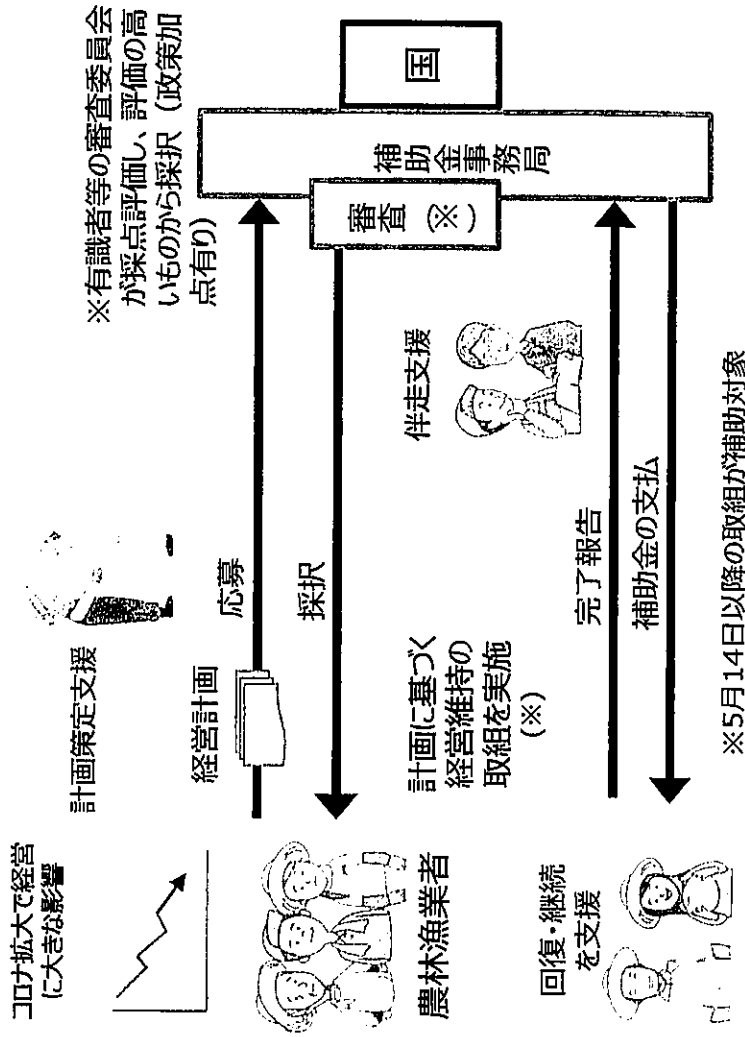 コロナ拡大で経営
に大きな影響
計画策定支援
※有識者等の審査委員会
が採点評価し、評価の高
いものから採択（政策加
点有り）
経営計画
応募
採択
農林漁業者
計画に基づく
経営維持の
取組を実施
（※）
伴走支援
審査
（※）
補助金事務局
国
回復・継続
を支援
完了報告
補助金の支払
※5月14日以降の取組が補助対象